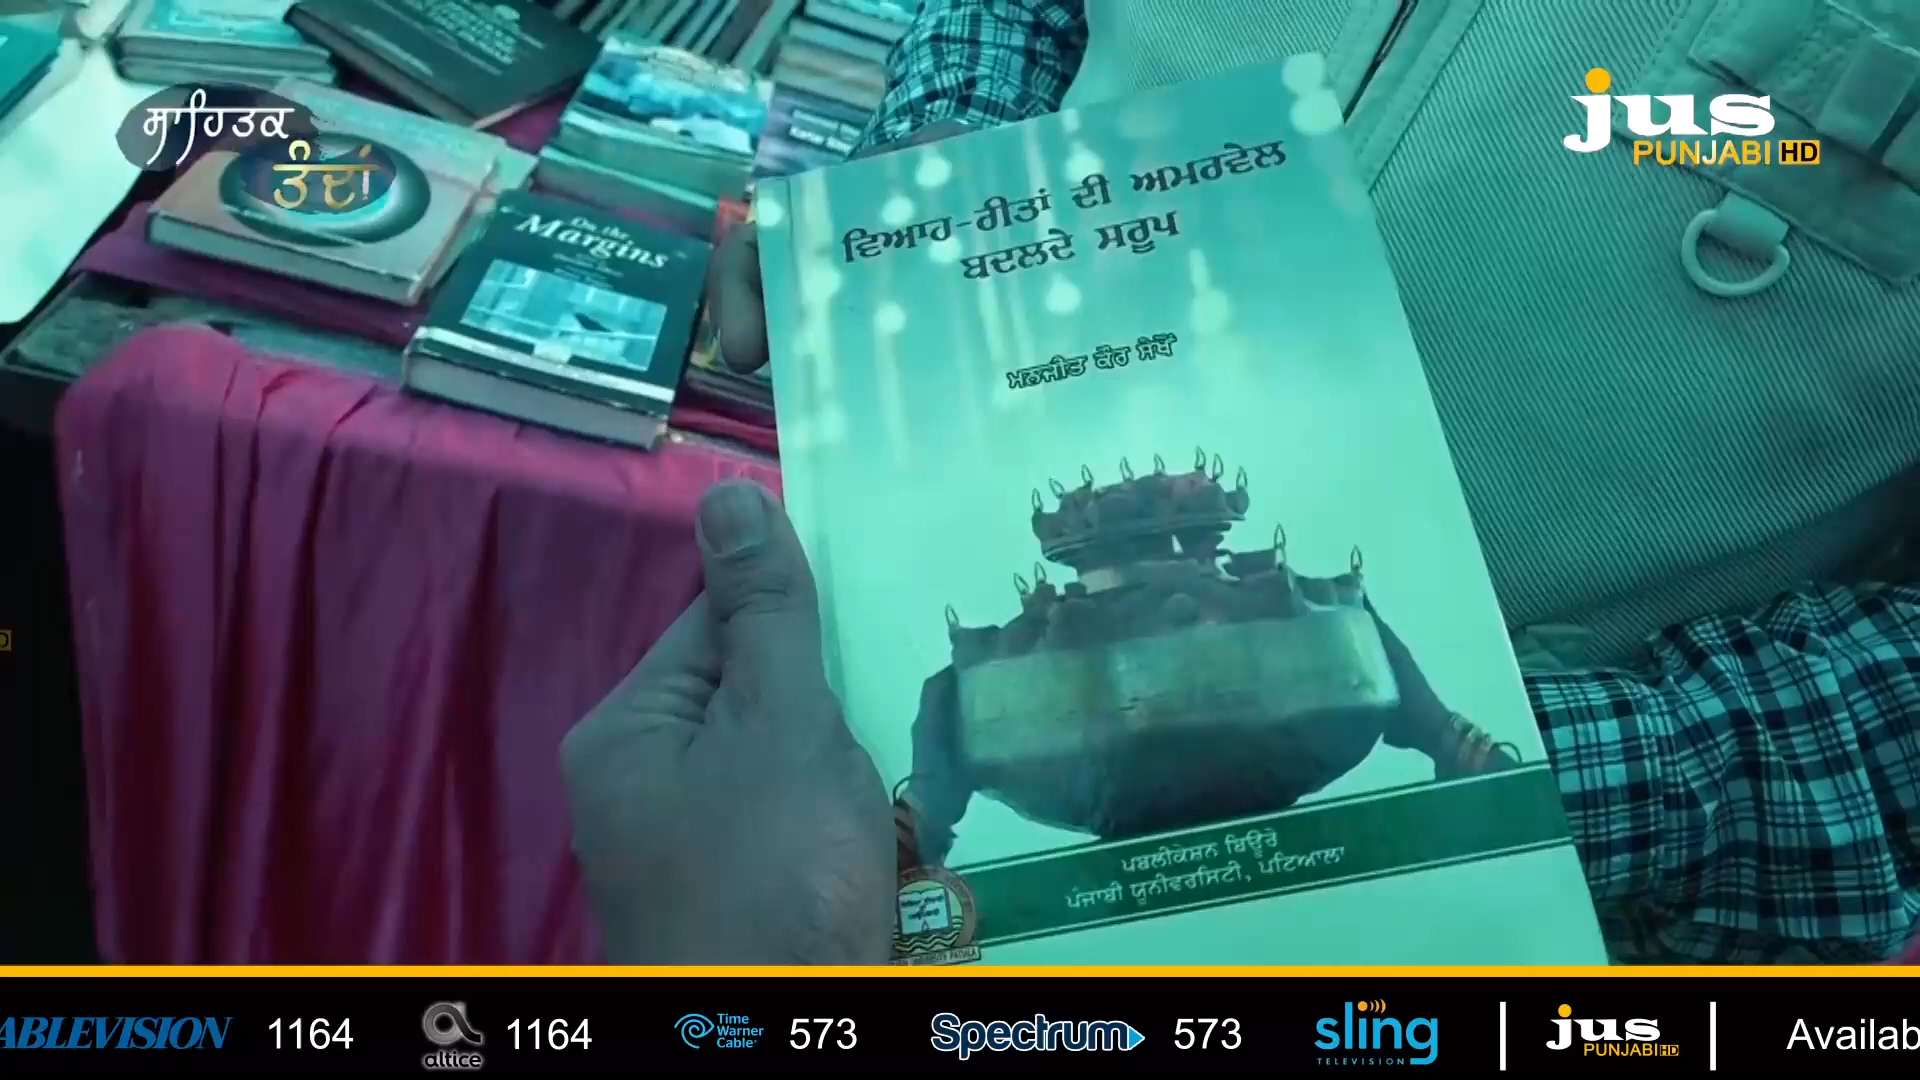 ਸਾਹਿਤਕ
ਤੰਦਾਂ
jus
PUNJABI HD
On the
Margins
ਵਿਆਹ-ਰੀਤਾਂ ਦੀ ਅਮਰਵੇਲ
ਬਦਲਦੇ ਸਰੂਪ
ਮਨਜੀਤ ਕੌਰ ਸੇਖੋਂ
ਪਬਲੀਕੇਸ਼ਨ ਬਿਊਰੋ
ਪੰਜਾਬੀ ਯੂਨੀਵਰਸਿਟੀ, ਪਟਿਆਲਾ
ABLEVISION 1164 altice 1164 Time Warner Cable 573 Spectrum 573 sling TELEVISION jus PUNJABI HD Availab